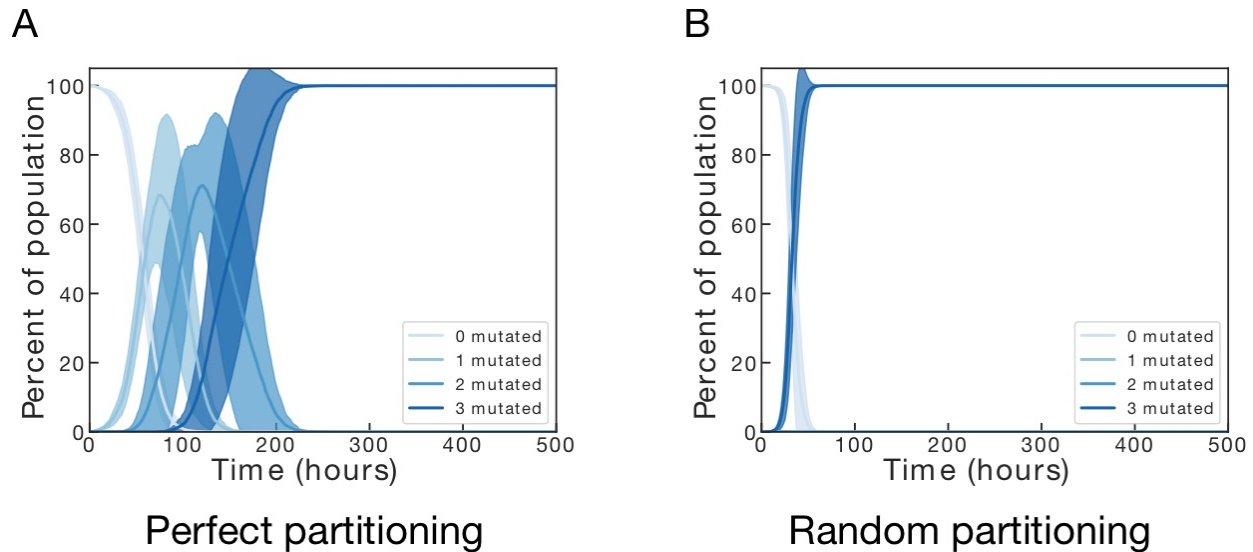 A
Percent of population
100
80
60
40
20
0
0 mutated
1 mutated
2 mutated
3 mutated
0 100 200 300 400 500
Time (hours)
Perfect partitioning
B
Percent of population
100
80
60
40
20
0
0 mutated
1 mutated
2 mutated
3 mutated
0 100 200 300 400 500
Time (hours)
Random partitioning